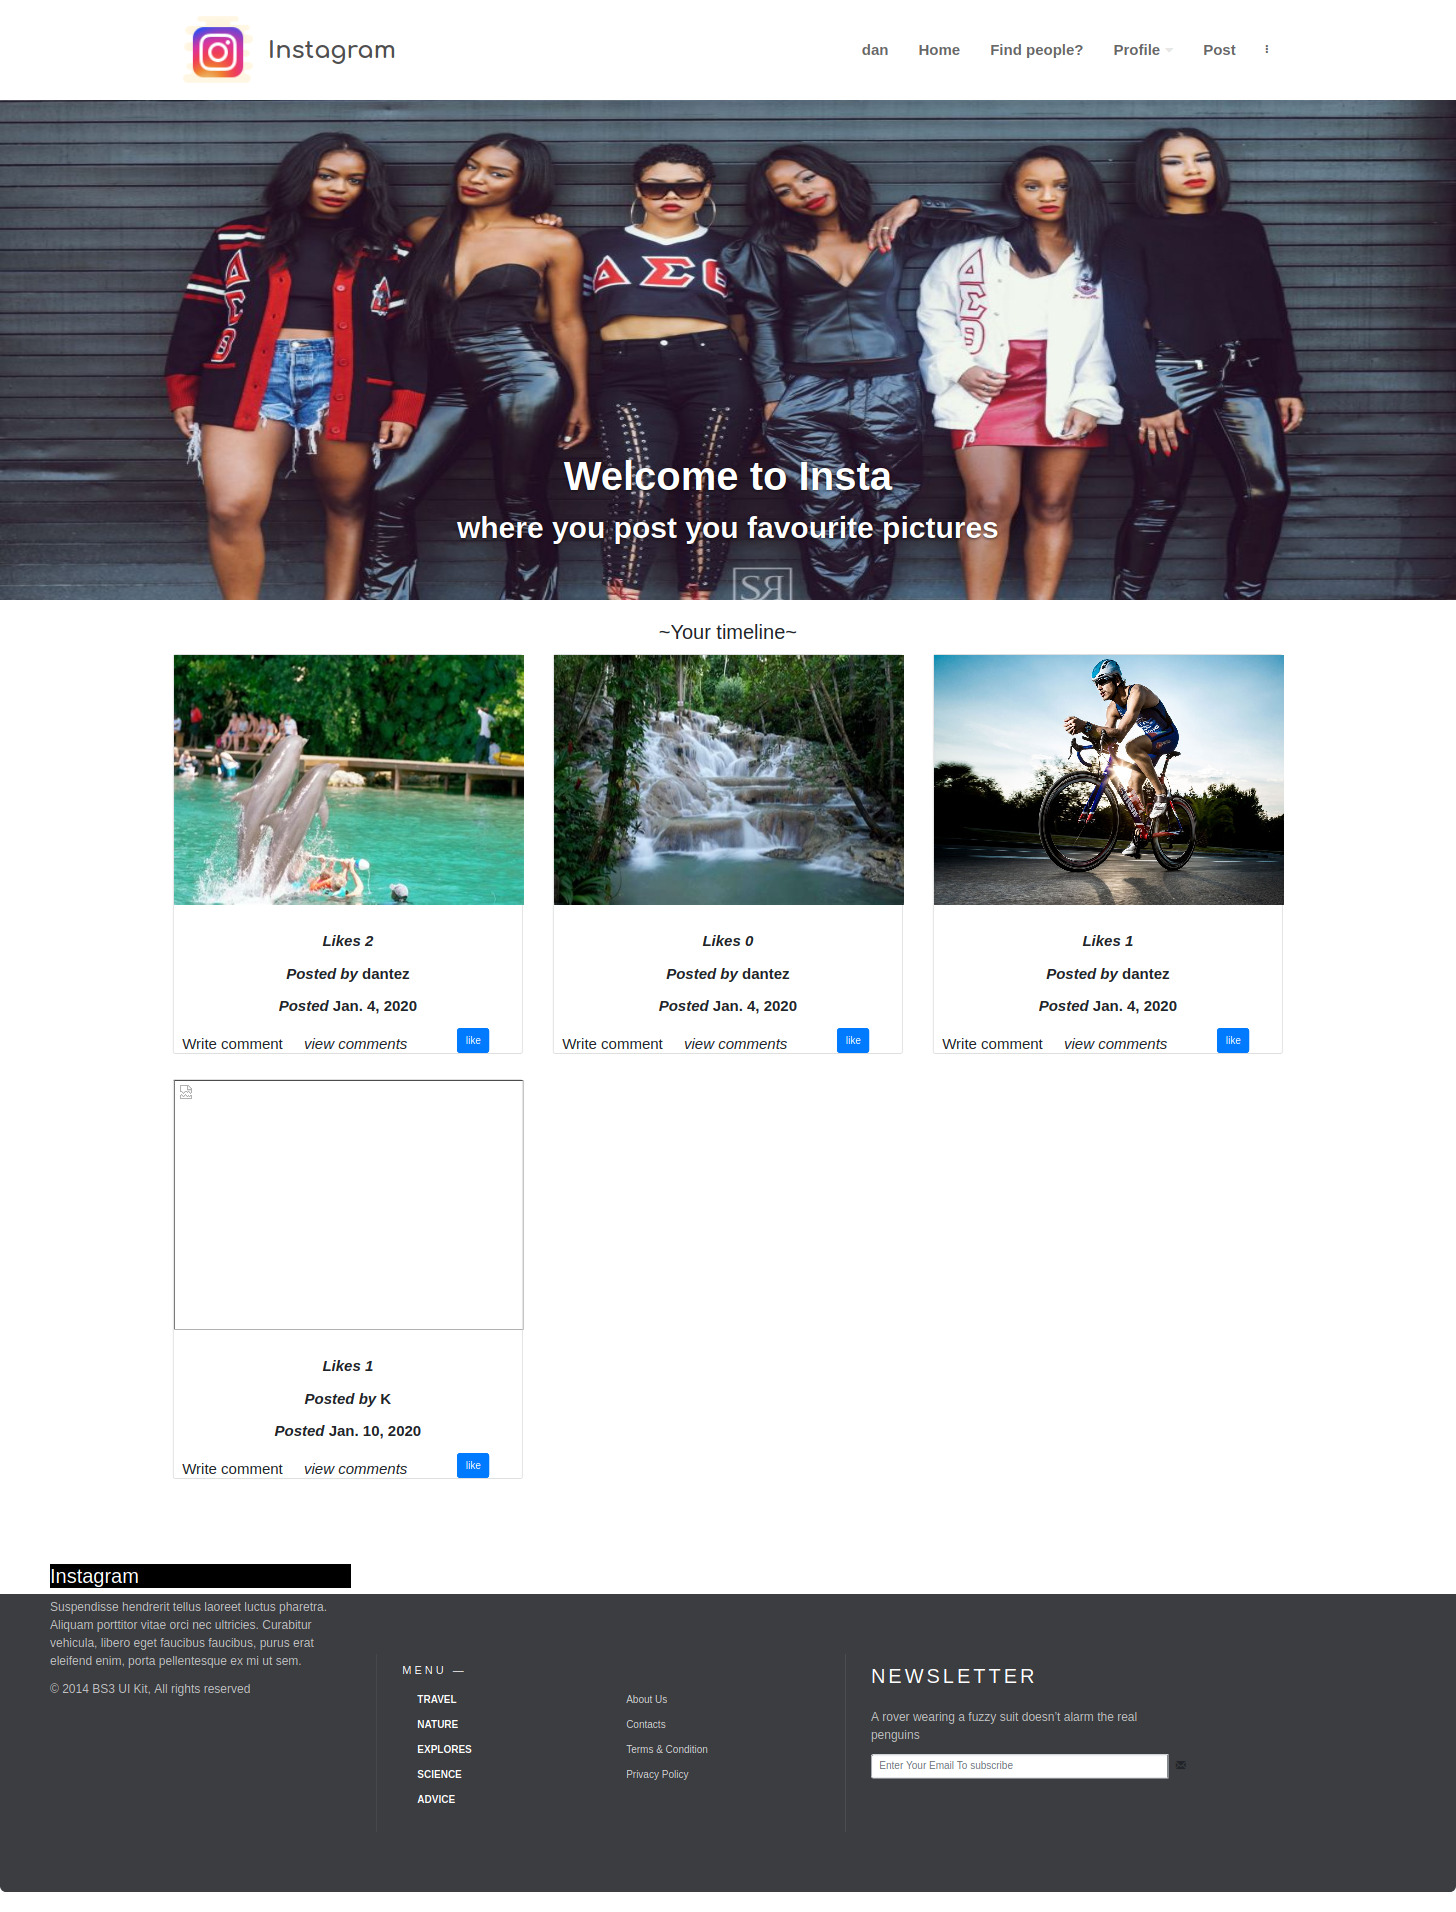 Instagram
dan Home Find people? Profile Post
ΔΣΘ
ΔΣΘ
ΔΣΘ
Welcome to Insta
where you post you favourite pictures
SR
~Your timeline~
Likes 2
Posted by dantez
Posted Jan. 4, 2020
Write comment view comments like
Likes 0
Posted by dantez
Posted Jan. 4, 2020
Write comment view comments like
Likes 1
Posted by dantez
Posted Jan. 4, 2020
Write comment view comments like
Likes 1
Posted by K
Posted Jan. 10, 2020
Write comment view comments like
Instagram
Suspendisse hendrerit tellus laoreet luctus pharetra.
Aliquam porttitor vitae orci nec ultricies. Curabitur
vehicula, libero eget faucibus faucibus, purus erat
eleifend enim, porta pellentesque ex mi ut sem.
© 2014 BS3 UI Kit, All rights reserved
MENU —
TRAVEL
NATURE
EXPLORES
SCIENCE
ADVICE
About Us
Contacts
Terms & Condition
Privacy Policy
NEWSLETTER
A rover wearing a fuzzy suit doesn’t alarm the real
penguins
Enter Your Email To subscribe